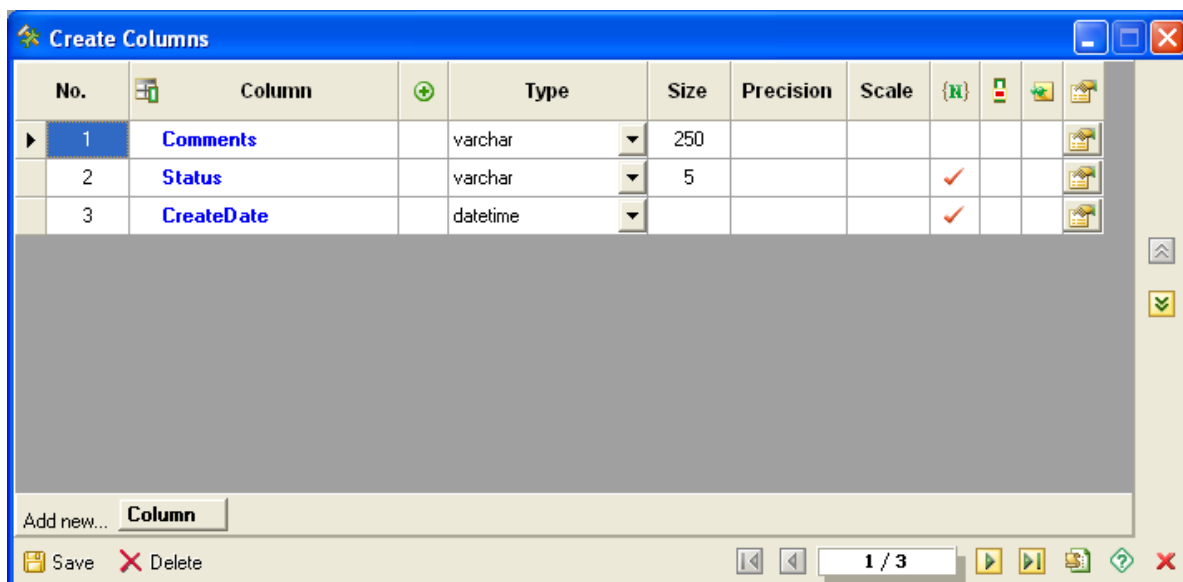 Create Columns
No. Column Type Size Precision Scale {N}
1 Comments varchar 250
2 Status varchar 5
3 CreateDate datetime
Add new... Column
Save Delete 1 / 3